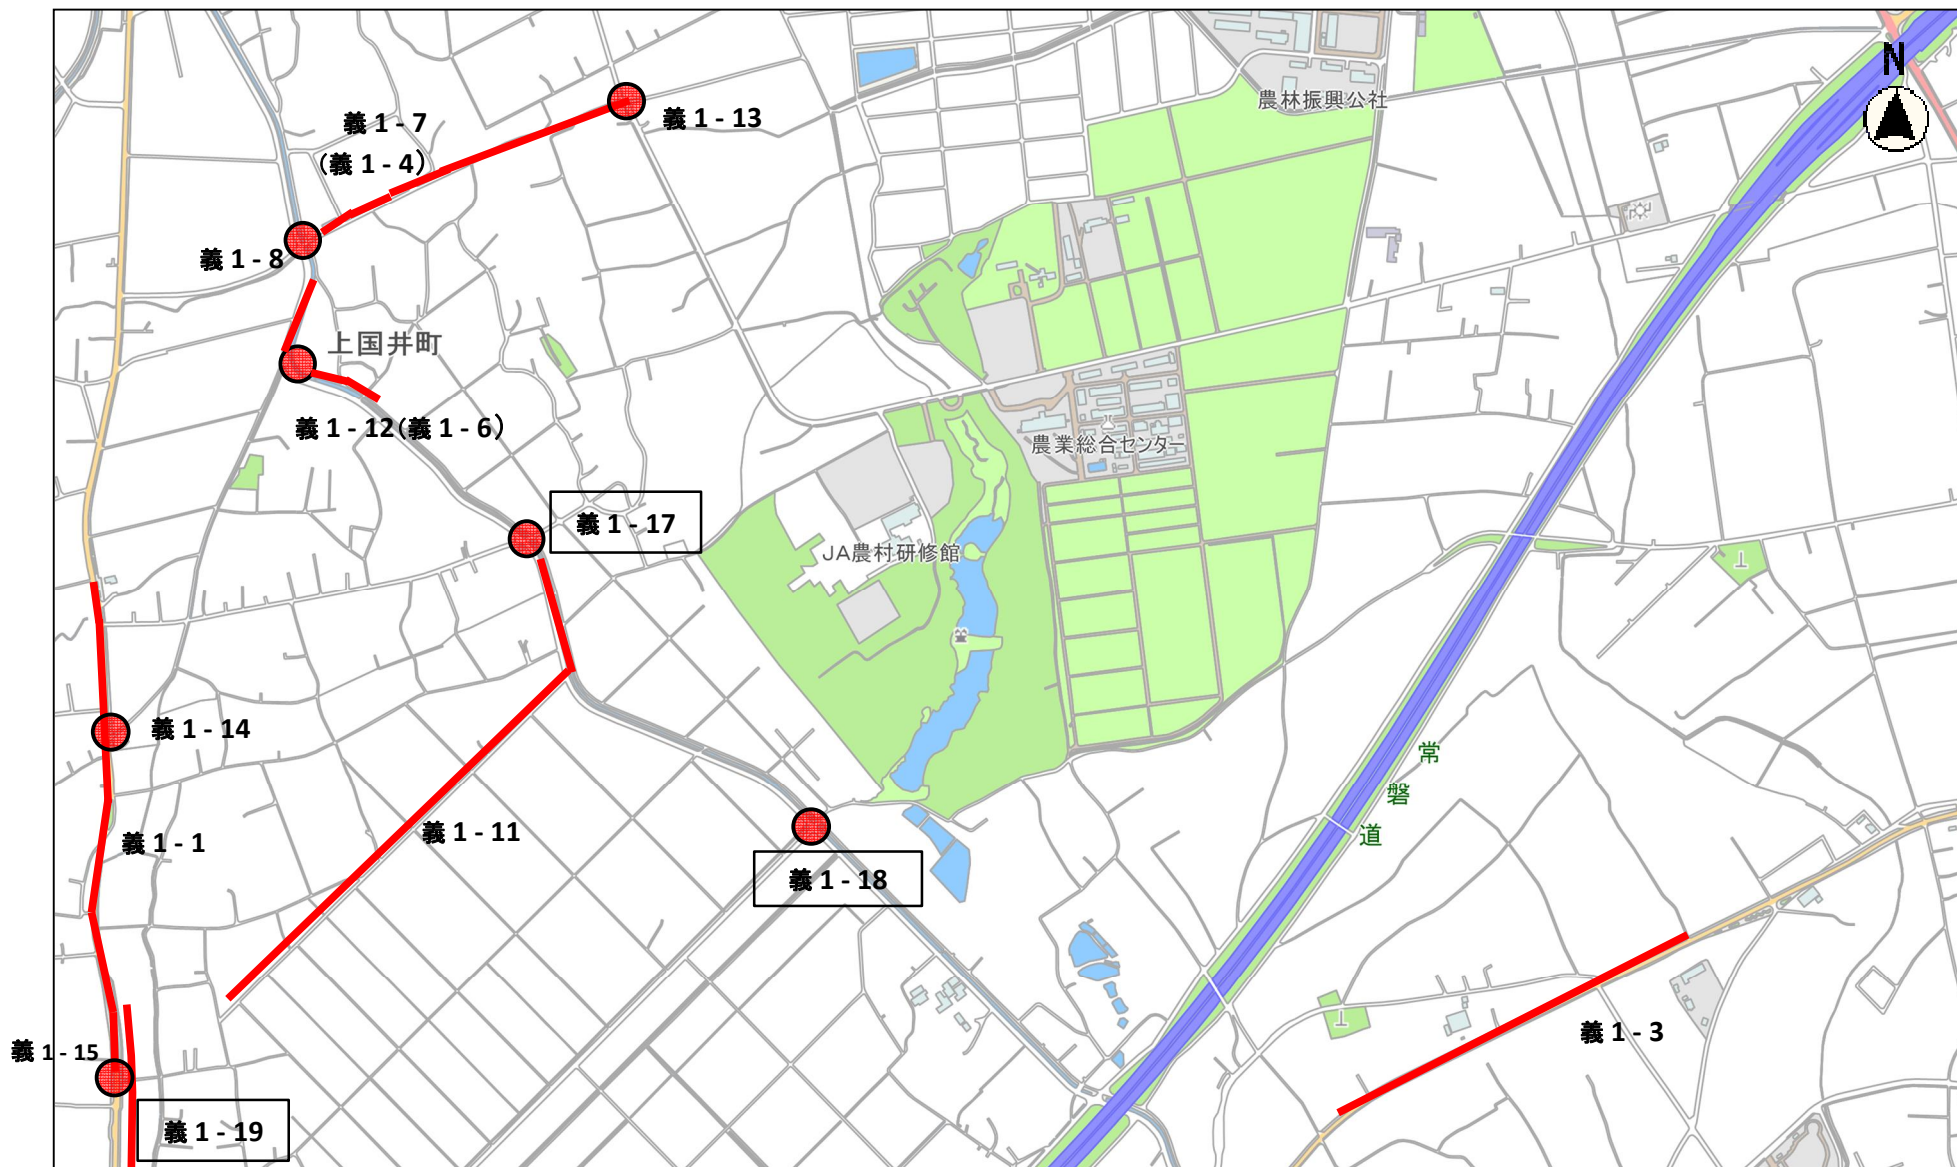 N
農林振興公社
義 1 - 7
義 1 - 13
(義 1 - 4)
義 1 - 8
上国井町
義 1 - 12(義 1 - 6)
農業総合センター
義 1 - 17
JA農村研修館
義 1 - 14
常磐道
義 1 - 1
義 1 - 11
義 1 - 18
義 1 - 3
義 1 - 15
義 1 - 19